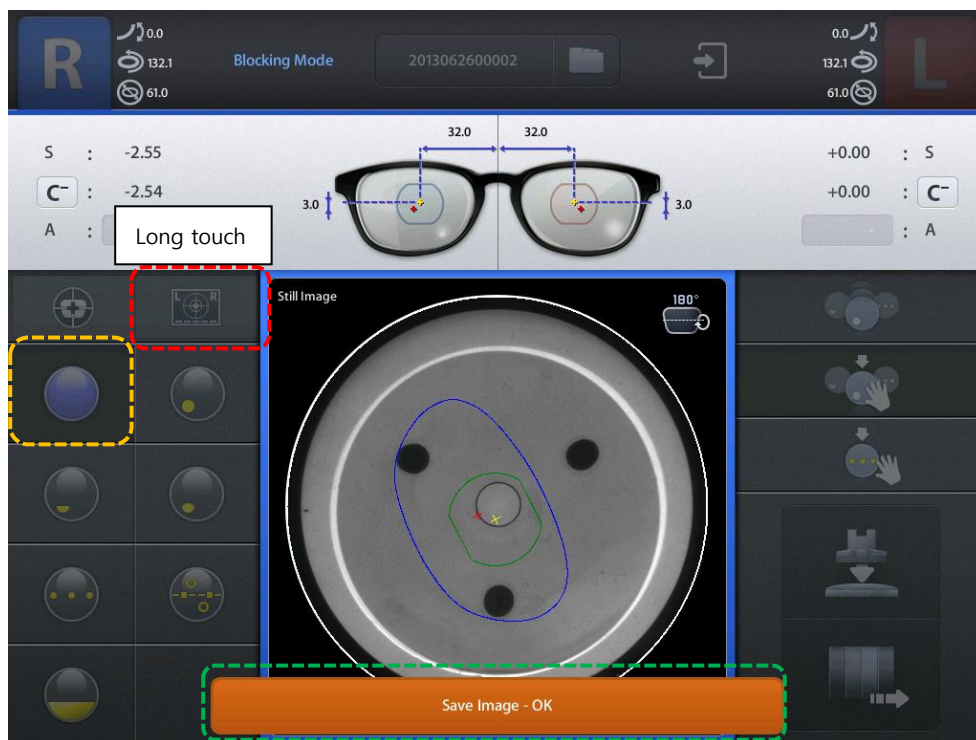 R
0.0
132.1
61.0
Blocking Mode
2013062600002
0.0
132.1
61.0
L
S : -2.55
C⁻ : -2.54
A :
32.0 32.0
3.0
3.0
+0.00 : S
+0.00 : C⁻
: A
Long touch
L R
Still Image
180°
Save Image - OK